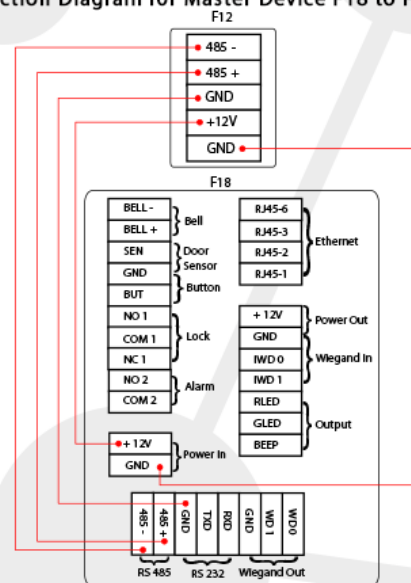 ction Diagram for Master Device F18 to
F12
485 -
485 +
GND
+12V
GND
F18
BELL -
BELL +
Bell
SEN
Door
Sensor
GND
BUT
Button
NO 1
COM 1
NC 1
Lock
NO 2
COM 2
Alarm
+ 12V
GND
Power In
RJ45-6
RJ45-3
RJ45-2
RJ45-1
Ethernet
+ 12V
Power Out
GND
IWD 0
IWD 1
Wiegand In
RLED
GLED
BEEP
Output
485 -
485 +
GND
TXD
RXD
GND
WD 1
WD0
RS 485
RS 232
Wiegand Out